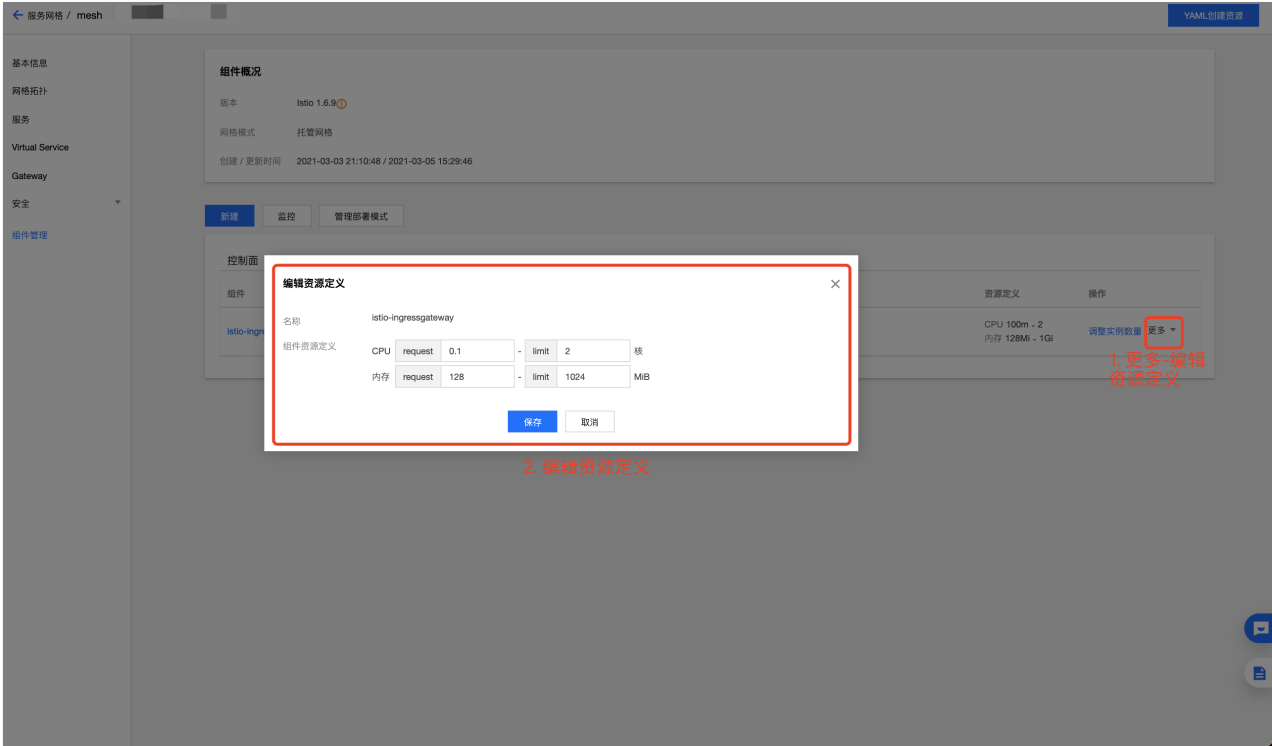 服务网格 / mesh
YAML创建资源
基本信息
网格拓扑
服务
Virtual Service
Gateway
安全
组件管理
组件概况
版本 Istio 1.6.9
网格模式 托管网格
创建 / 更新时间 2021-03-03 21:10:48 / 2021-03-05 15:29:46
新建 监控 管理部署模式
控制面
组件 资源定义 操作
istio-ingre CPU 100m - 2 调整实例数量 更多
内存 128Mi - 1Gi
1. 更多-编辑
资源定义
编辑资源定义
名称 istio-ingressgateway
组件资源定义 CPU request 0.1 - limit 2 核
内存 request 128 - limit 1024 MiB
保存 取消
2. 编辑资源定义